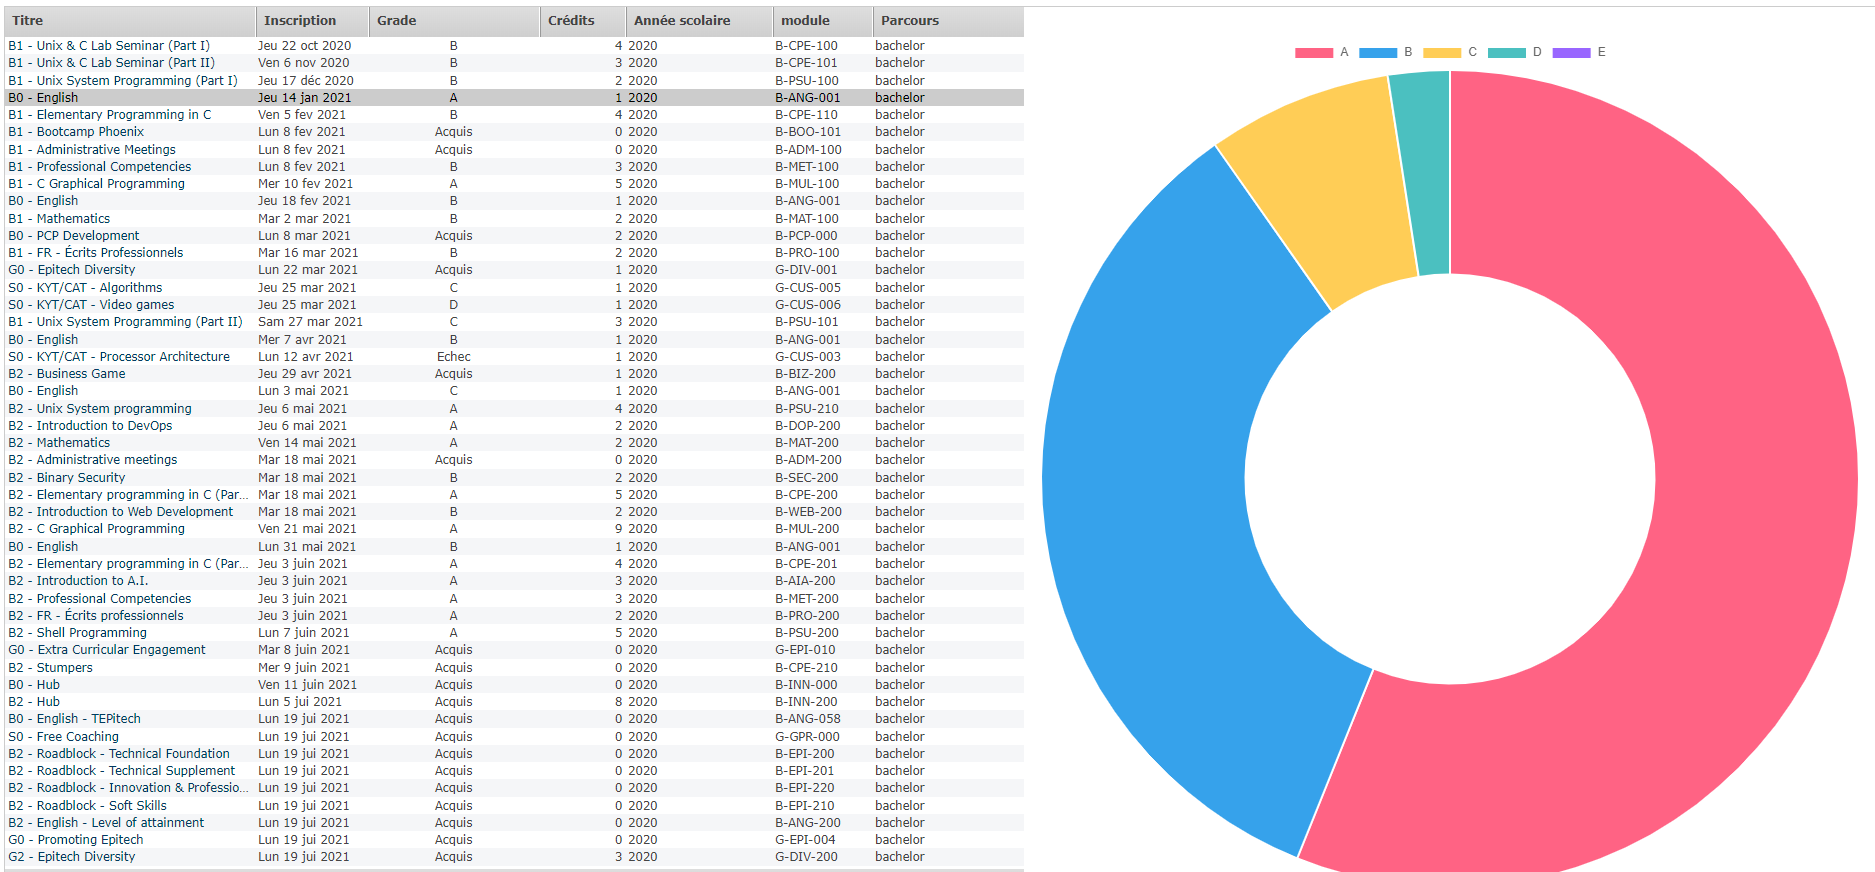 Titre Inscription Grade Crédits Année scolaire module Parcours
B1 - Unix & C Lab Seminar (Part I) Jeu 22 oct 2020 B 4 2020 B-CPE-100 bachelor
B1 - Unix & C Lab Seminar (Part II) Ven 6 nov 2020 B 3 2020 B-CPE-101 bachelor
B1 - Unix System Programming (Part I) Jeu 17 déc 2020 B 2 2020 B-PSU-100 bachelor
B0 - English Jeu 14 jan 2021 A 1 2020 B-ANG-001 bachelor
B1 - Elementary Programming in C Ven 5 fev 2021 B 4 2020 B-CPE-110 bachelor
B1 - Bootcamp Phoenix Lun 8 fev 2021 Acquis 0 2020 B-BOO-101 bachelor
B1 - Administrative Meetings Lun 8 fev 2021 Acquis 0 2020 B-ADM-100 bachelor
B1 - Professional Competencies Lun 8 fev 2021 B 3 2020 B-MET-100 bachelor
B1 - C Graphical Programming Mer 10 fev 2021 A 5 2020 B-MUL-100 bachelor
B0 - English Jeu 18 fev 2021 B 1 2020 B-ANG-001 bachelor
B1 - Mathematics Mar 2 mar 2021 B 2 2020 B-MAT-100 bachelor
B0 - PCP Development Lun 8 mar 2021 Acquis 2 2020 B-PCP-000 bachelor
B1 - FR - Écrits Professionnels Mar 16 mar 2021 B 2 2020 B-PRO-100 bachelor
G0 - Epitech Diversity Lun 22 mar 2021 Acquis 1 2020 G-DIV-001 bachelor
S0 - KYT/CAT - Algorithms Jeu 25 mar 2021 C 1 2020 G-CUS-005 bachelor
S0 - KYT/CAT - Video games Jeu 25 mar 2021 D 1 2020 G-CUS-006 bachelor
B1 - Unix System Programming (Part II) Sam 27 mar 2021 C 3 2020 B-PSU-101 bachelor
B0 - English Mer 7 avr 2021 B 1 2020 B-ANG-001 bachelor
S0 - KYT/CAT - Processor Architecture Lun 12 avr 2021 Echec 1 2020 G-CUS-003 bachelor
B2 - Business Game Jeu 29 avr 2021 Acquis 1 2020 B-BIZ-200 bachelor
B0 - English Lun 3 mai 2021 C 1 2020 B-ANG-001 bachelor
B2 - Unix System programming Jeu 6 mai 2021 A 4 2020 B-PSU-210 bachelor
B2 - Introduction to DevOps Jeu 6 mai 2021 A 2 2020 B-DOP-200 bachelor
B2 - Mathematics Ven 14 mai 2021 A 2 2020 B-MAT-200 bachelor
B2 - Administrative meetings Mar 18 mai 2021 Acquis 0 2020 B-ADM-200 bachelor
B2 - Binary Security Mar 18 mai 2021 B 2 2020 B-SEC-200 bachelor
B2 - Elementary programming in C (Par... Mar 18 mai 2021 A 5 2020 B-CPE-200 bachelor
B2 - Introduction to Web Development Mar 18 mai 2021 B 2 2020 B-WEB-200 bachelor
B2 - C Graphical Programming Ven 21 mai 2021 A 9 2020 B-MUL-200 bachelor
B0 - English Lun 31 mai 2021 B 1 2020 B-ANG-001 bachelor
B2 - Elementary programming in C (Par... Jeu 3 juin 2021 A 4 2020 B-CPE-201 bachelor
B2 - Introduction to A.I. Jeu 3 juin 2021 A 3 2020 B-AIA-200 bachelor
B2 - Professional Competencies Jeu 3 juin 2021 A 3 2020 B-MET-200 bachelor
B2 - FR - Écrits professionnels Jeu 3 juin 2021 A 2 2020 B-PRO-200 bachelor
B2 - Shell Programming Lun 7 juin 2021 A 5 2020 B-PSU-200 bachelor
G0 - Extra Curricular Engagement Mar 8 juin 2021 Acquis 0 2020 G-EPI-010 bachelor
B2 - Stumpers Mer 9 juin 2021 Acquis 0 2020 B-CPE-210 bachelor
B0 - Hub Ven 11 juin 2021 Acquis 0 2020 B-INN-000 bachelor
B2 - Hub Lun 5 jui 2021 Acquis 8 2020 B-INN-200 bachelor
B0 - English - TEPitech Lun 19 jui 2021 Acquis 0 2020 B-ANG-058 bachelor
S0 - Free Coaching Lun 19 jui 2021 Acquis 0 2020 G-GPR-000 bachelor
B2 - Roadblock - Technical Foundation Lun 19 jui 2021 Acquis 0 2020 B-EPI-200 bachelor
B2 - Roadblock - Technical Supplement Lun 19 jui 2021 Acquis 0 2020 B-EPI-201 bachelor
B2 - Roadblock - Innovation & Professio... Lun 19 jui 2021 Acquis 0 2020 B-EPI-220 bachelor
B2 - Roadblock - Soft Skills Lun 19 jui 2021 Acquis 0 2020 B-EPI-210 bachelor
B2 - English - Level of attainment Lun 19 jui 2021 Acquis 0 2020 B-ANG-200 bachelor
G0 - Promoting Epitech Lun 19 jui 2021 Acquis 0 2020 G-EPI-004 bachelor
G2 - Epitech Diversity Lun 19 jui 2021 Acquis 3 2020 G-DIV-200 bachelor
A B C D E